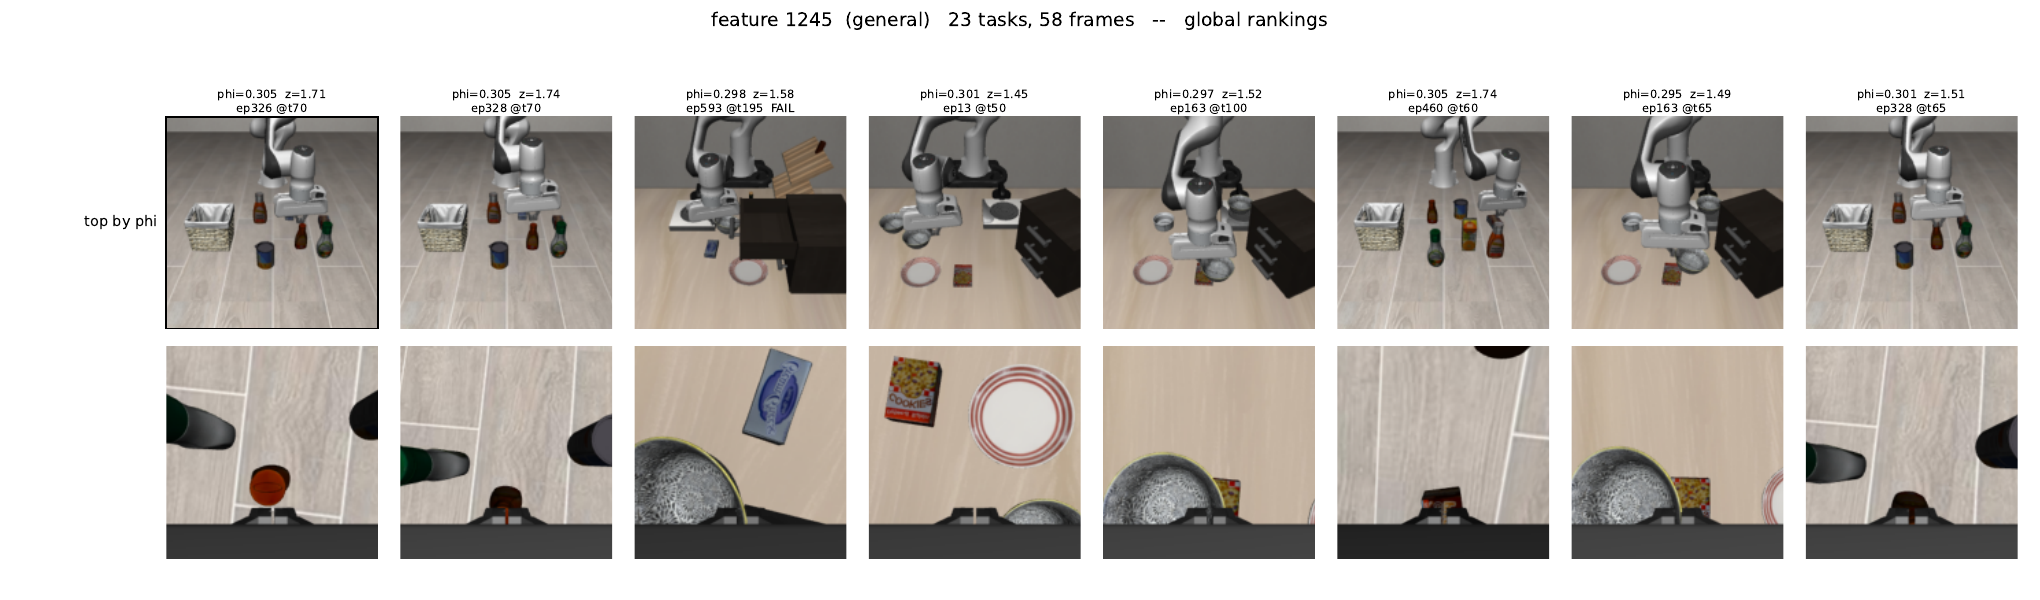 feature 1245  (general)   23 tasks, 58 frames   --   global rankings
phi=0.305  z=1.71
ep326 @t70
phi=0.305  z=1.74
ep328 @t70
phi=0.298  z=1.58
ep593 @t195  FAIL
phi=0.301  z=1.45
ep13 @t50
phi=0.297  z=1.52
ep163 @t100
phi=0.305  z=1.74
ep460 @t60
phi=0.295  z=1.49
ep163 @t65
phi=0.301  z=1.51
ep328 @t65
top by phi
COOKIES